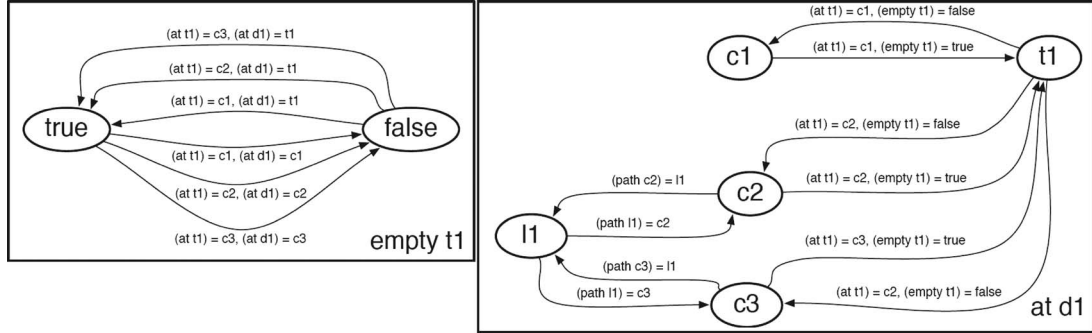 (at t1) = c3, (at d1) = t1
(at t1) = c2, (at d1) = t1
(at t1) = c1, (at d1) = t1
true
false
(at t1) = c1, (at d1) = c1
(at t1) = c2, (at d1) = c2
(at t1) = c3, (at d1) = c3
empty t1
(at t1) = c1, (empty t1) = false
c1
(at t1) = c1, (empty t1) = true
t1
(at t1) = c2, (empty t1) = false
(path c2) = l1
c2
(at t1) = c2, (empty t1) = true
(path l1) = c2
l1
(at t1) = c3, (empty t1) = true
(path c3) = l1
(path l1) = c3
c3
(at t1) = c2, (empty t1) = false
at d1